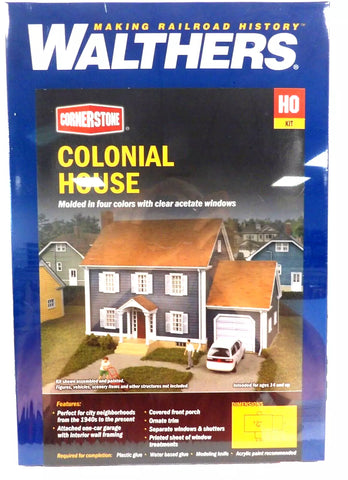 MAKING RAILROAD HISTORY™
WALTHERS®
CORNERSTONE®
HO
KIT
COLONIAL
HOUSE
Molded in four colors with clear acetate windows
Kit shown assembled and painted.
Figures, vehicles, scenery items and other structures not included
Intended for ages 14 and up
Features:
• Perfect for city neighborhoods
from the 1940s to the present
• Attached one-car garage
with interior wall framing
• Covered front porch
• Ornate trim
• Separate windows & shutters
• Printed sheet of window
treatments
DIMENSIONS
Required for completion: • Plastic glue • Water based glue • Modeling knife • Acrylic paint recommended